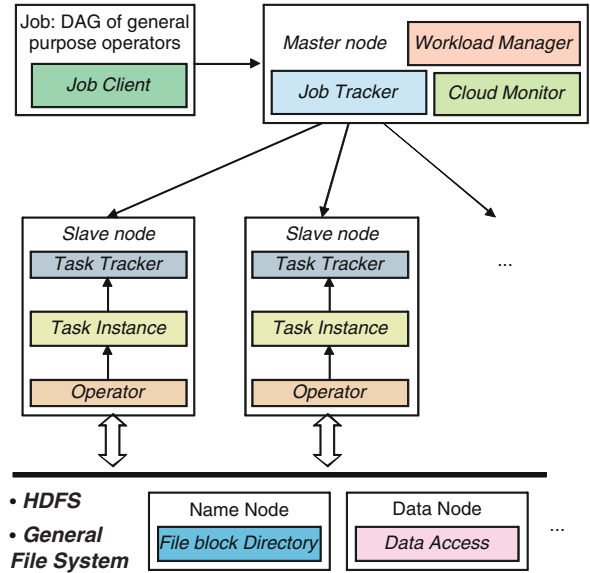 Job: DAG of general
purpose operators
Job Client
Master node
Workload Manager
Job Tracker
Cloud Monitor
Slave node
Task Tracker
Task Instance
Operator
Slave node
Task Tracker
Task Instance
Operator
...
• HDFS
• General
File System
Name Node
File block Directory
Data Node
Data Access
...